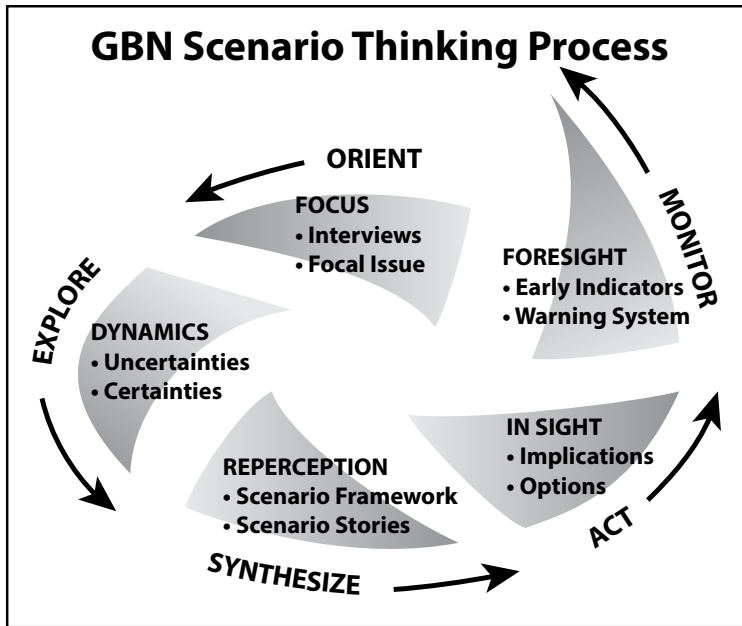 GBN Scenario Thinking Process
ORIENT
FOCUS
• Interviews
• Focal Issue
EXPLORE
DYNAMICS
• Uncertainties
• Certainties
REPERCEPTION
• Scenario Framework
• Scenario Stories
SYNTHESIZE
IN SIGHT
• Implications
• Options
ACT
FORESIGHT
• Early Indicators
• Warning System
MONITOR